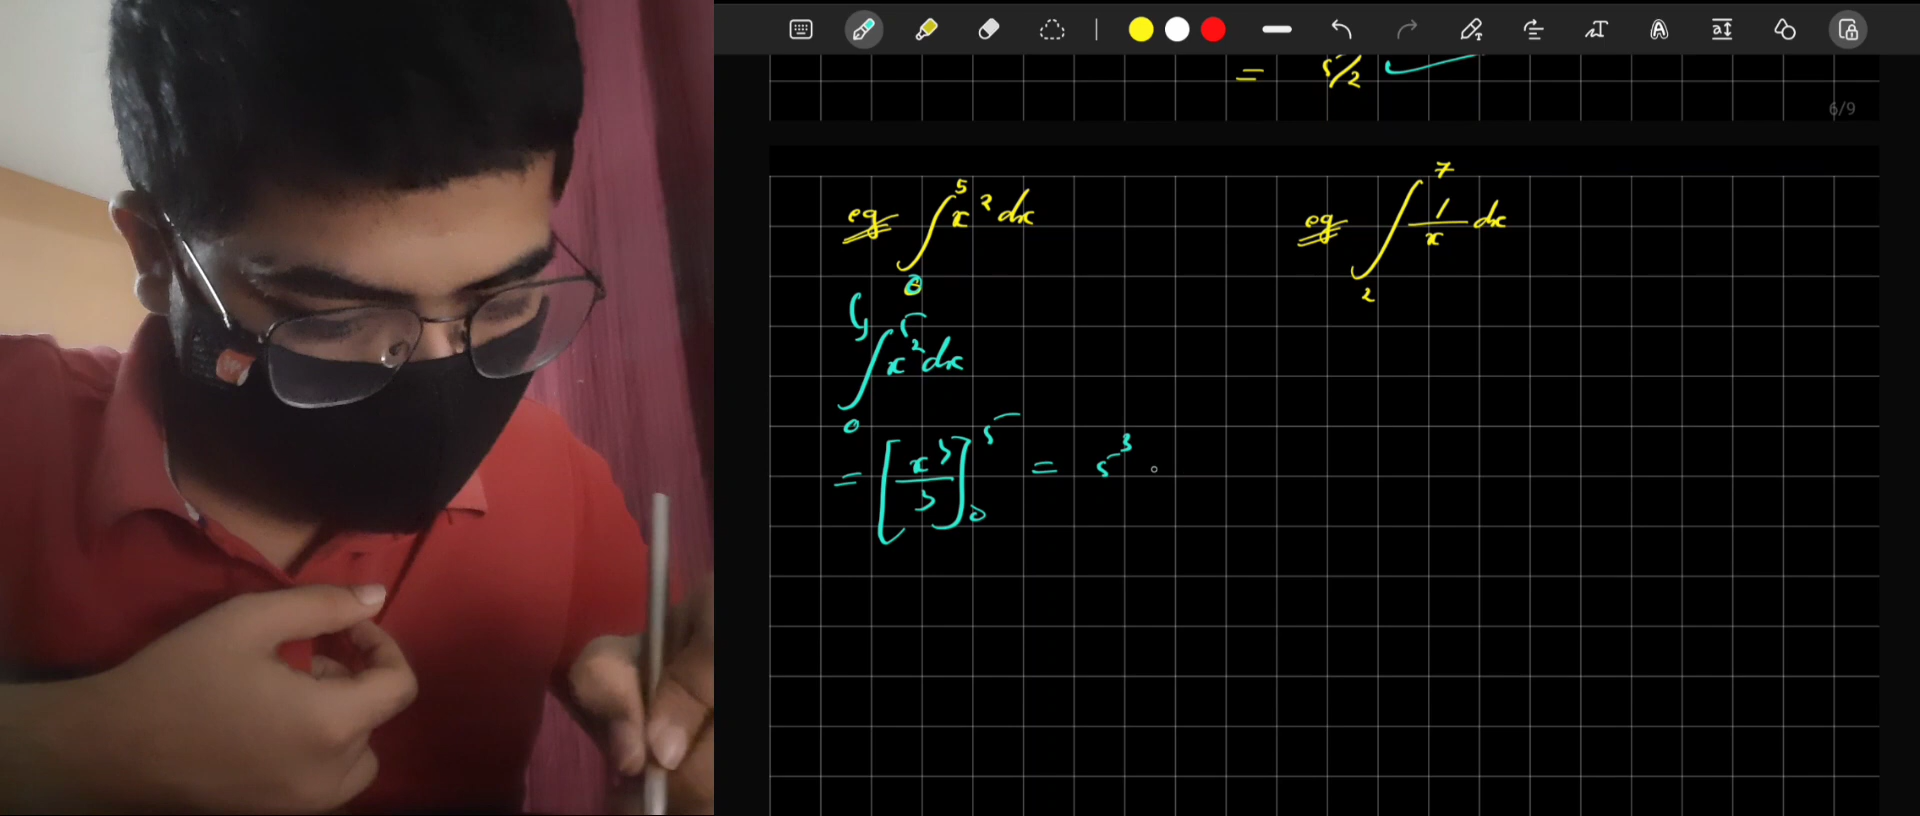 = 5/2
6/9
eg ∫₀⁵ x² dx
eg ∫₂⁷ 1/x dx
∫₀⁵ x² dx
= [x³/3]₀⁵ = 5³